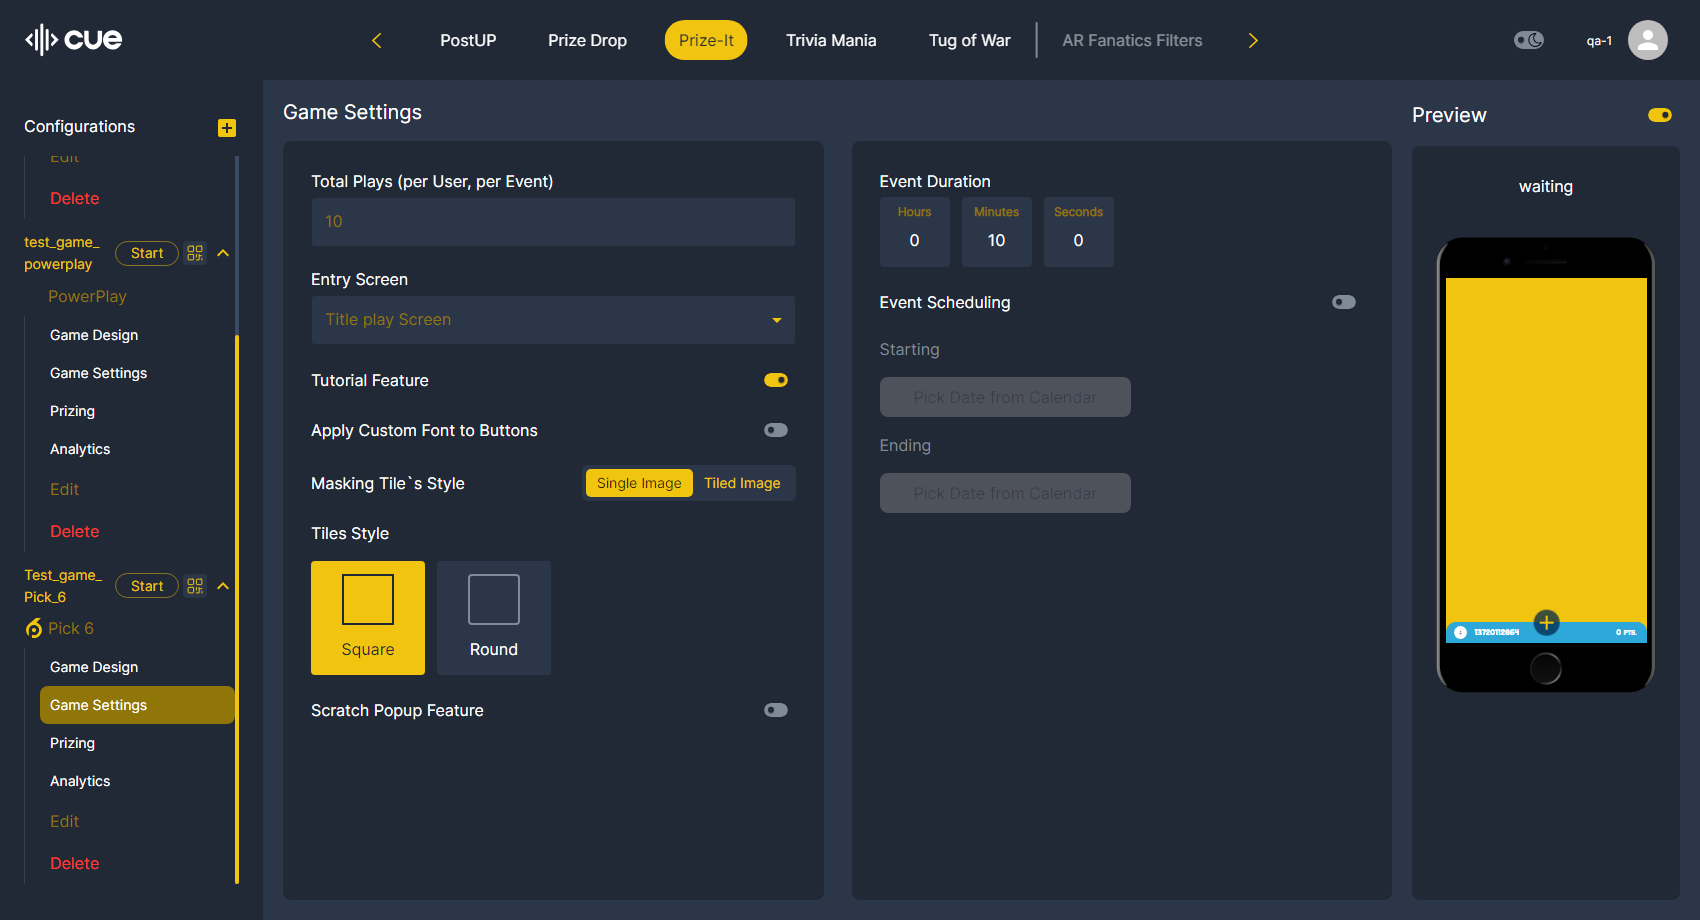 cue
PostUP
Prize Drop
Prize-It
Trivia Mania
Tug of War
AR Fanatics Filters
qa-1
Configurations
Edit
Delete
test_game_
powerplay
Start
PowerPlay
Game Design
Game Settings
Prizing
Analytics
Edit
Delete
Test_game_
Pick_6
Start
Pick 6
Game Design
Game Settings
Prizing
Analytics
Edit
Delete
Game Settings
Total Plays (per User, per Event)
10
Entry Screen
Title play Screen
Tutorial Feature
Apply Custom Font to Buttons
Masking Tile`s Style
Single Image
Tiled Image
Tiles Style
Square
Round
Scratch Popup Feature
Event Duration
Hours
Minutes
Seconds
0
10
0
Event Scheduling
Starting
Pick Date from Calendar
Ending
Pick Date from Calendar
Preview
waiting
13720112864
0 PTS.